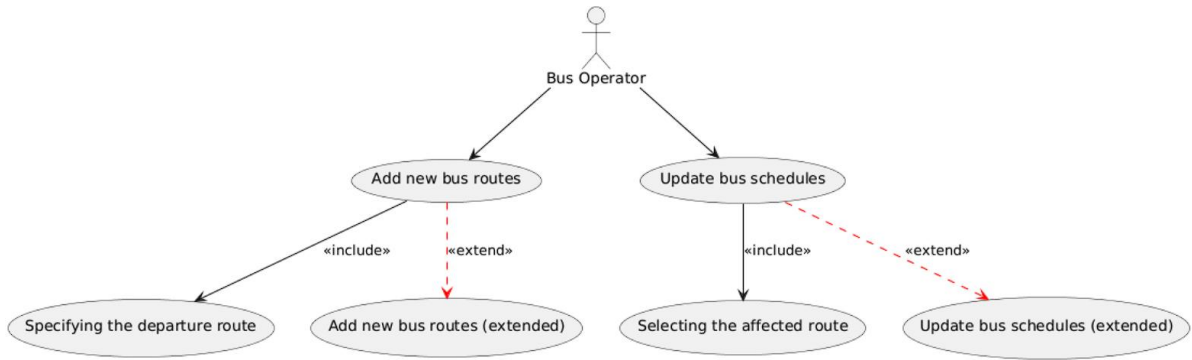 Bus Operator
Add new bus routes
Update bus schedules
«include»
«extend»
«extend»
Specifying the departure route
Add new bus routes (extended)
Selecting the affected route
Update bus schedules (extended)
«include»